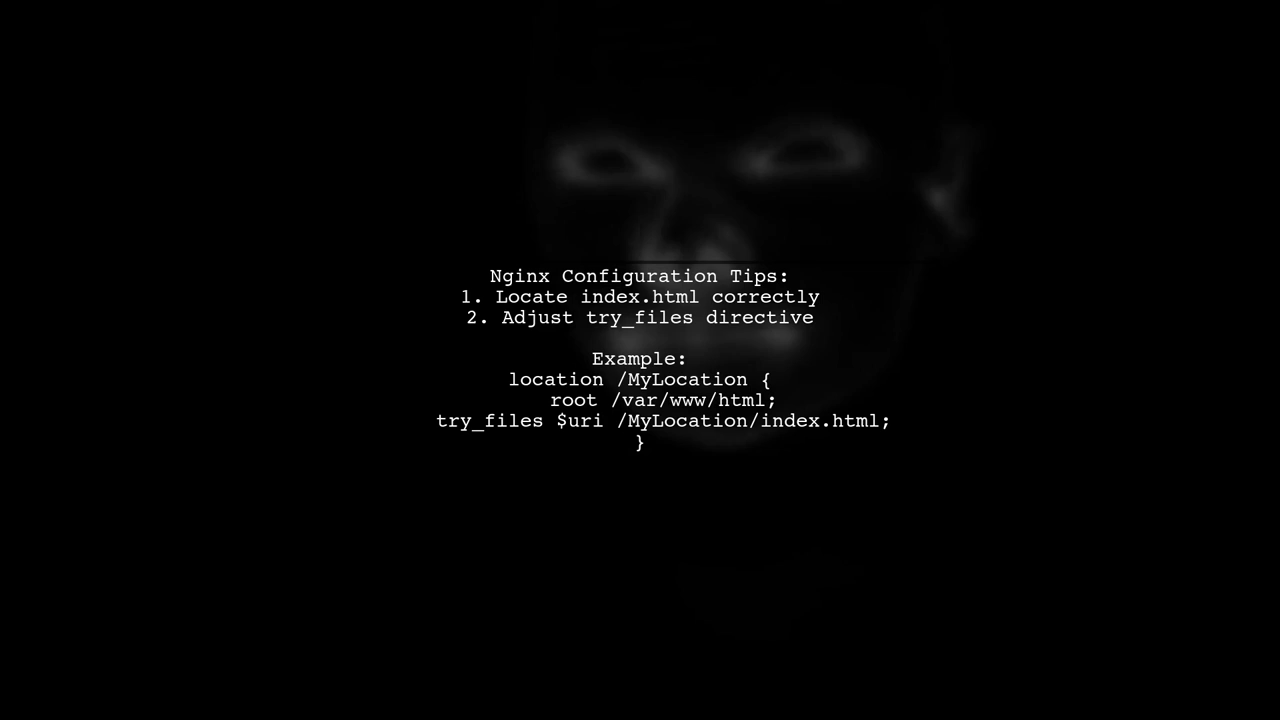 Nginx Configuration Tips:
1. Locate index.html correctly
2. Adjust try_files directive
Example:
location /MyLocation {
root /var/www/html;
try_files $uri /MyLocation/index.html;
}